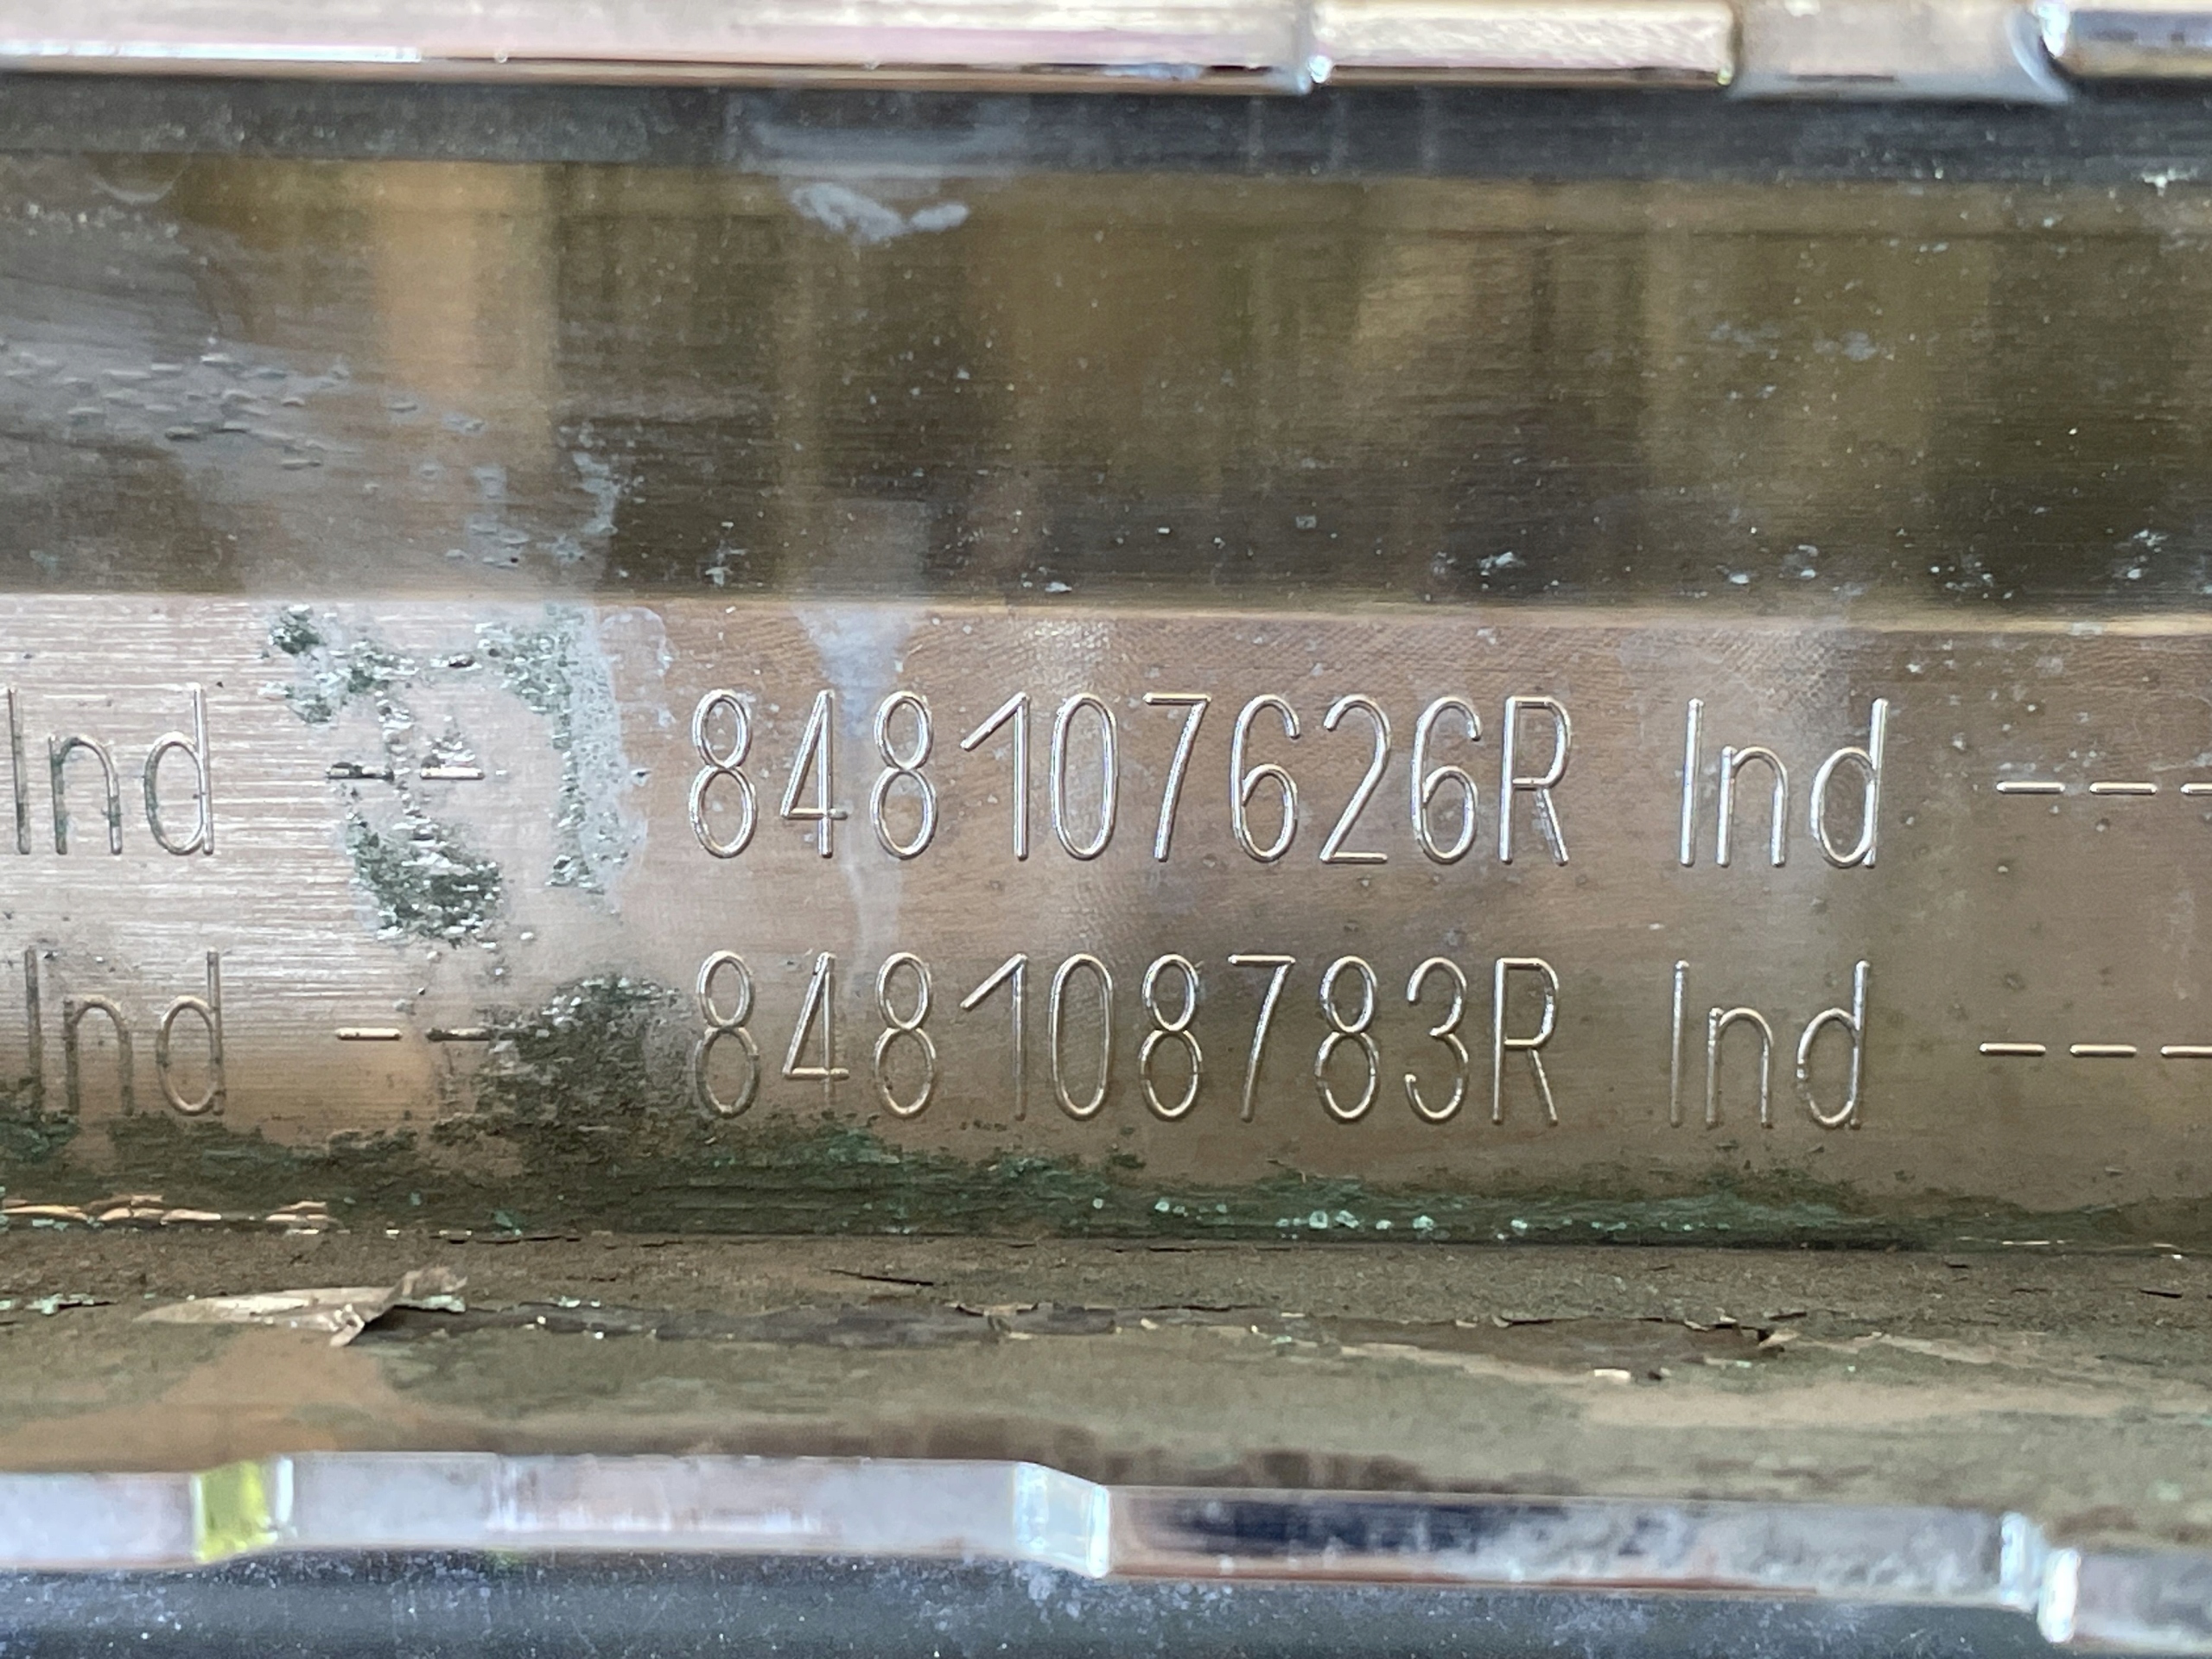 Ind -- 848107626R Ind ---
Ind -- 848108783R Ind ---